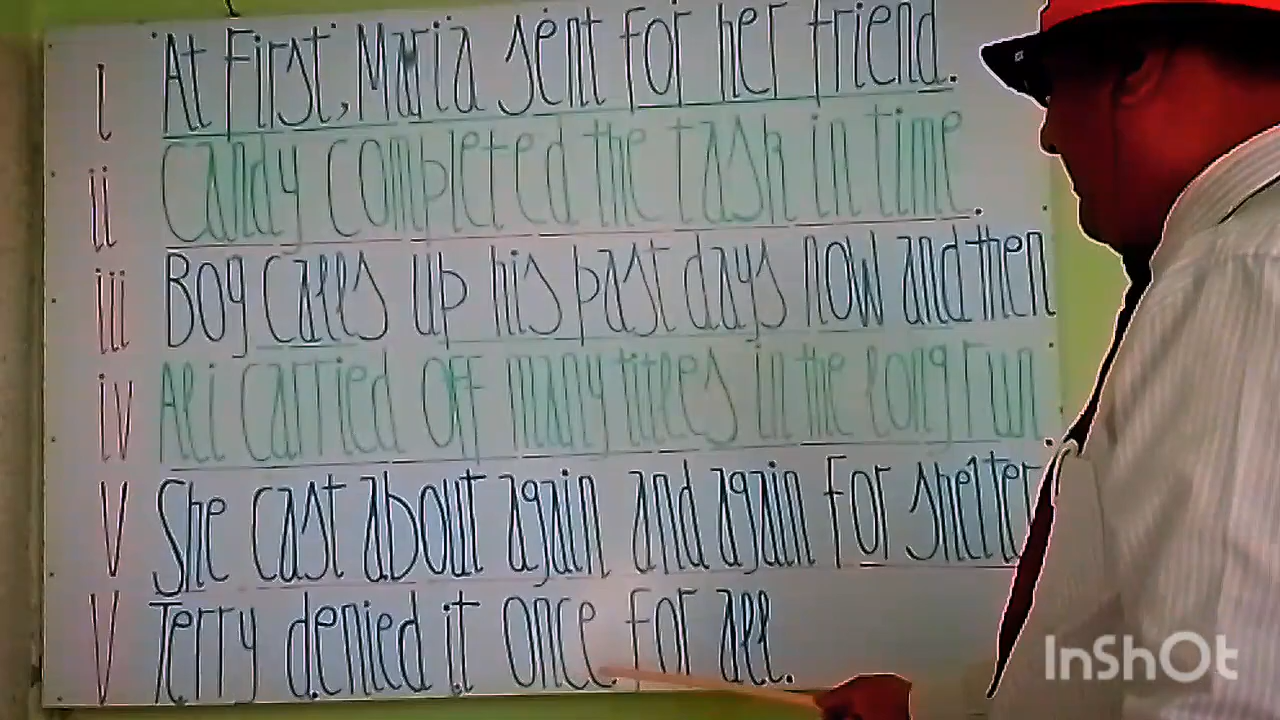 i At First, Maria sent for her friend.
ii Candy completed the task in time.
iii Boy calls up his past days now and then
iv Ali carried off many titles in the long run.
V She cast about again and again for shelter
V Terry denied it once for all.
InShOt